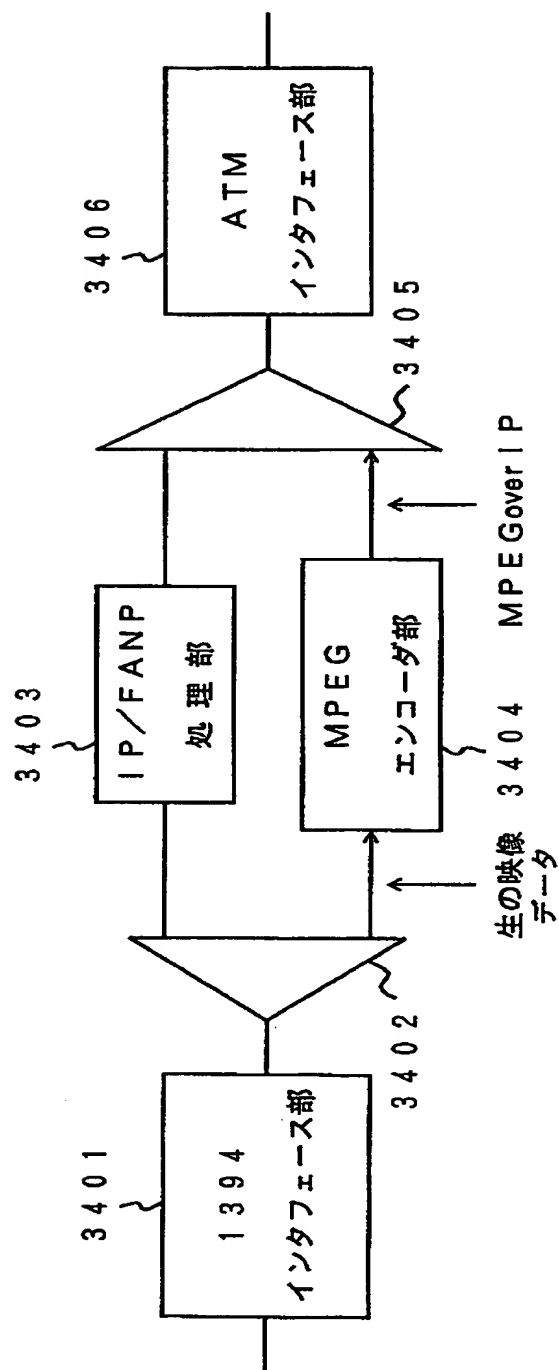 3401
1394
インタフェース部
3402
3403
IP/FANP
処理部
生の映像
データ
3404
MPEG
エンコーダ部
MPEGoverIP
3405
3406
ATM
インタフェース部